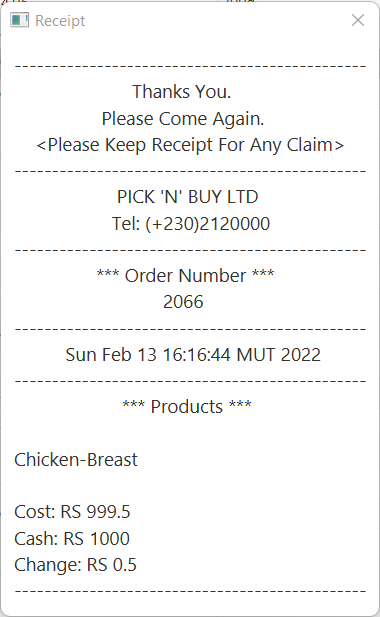 Receipt
------------------------------------------------
Thanks You.
Please Come Again.
<Please Keep Receipt For Any Claim>
------------------------------------------------
PICK 'N' BUY LTD
Tel: (+230)2120000
------------------------------------------------
*** Order Number ***
2066
------------------------------------------------
Sun Feb 13 16:16:44 MUT 2022
------------------------------------------------
*** Products ***
Chicken-Breast
Cost: RS 999.5
Cash: RS 1000
Change: RS 0.5
------------------------------------------------